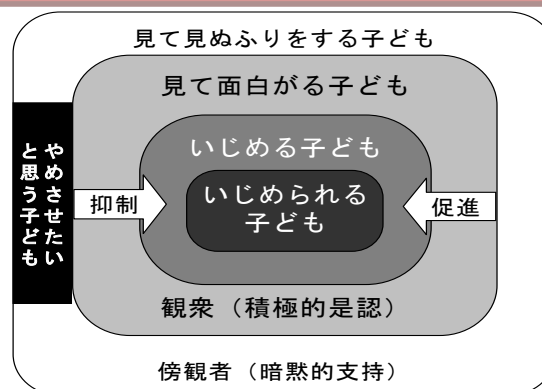 見て見ぬふりをする子ども
見て面白がる子ども
いじめる子ども
いじめられる
子ども
やめさせたい
と思う子ども
抑制
促進
観衆（積極的是認）
傍観者（暗黙的支持）